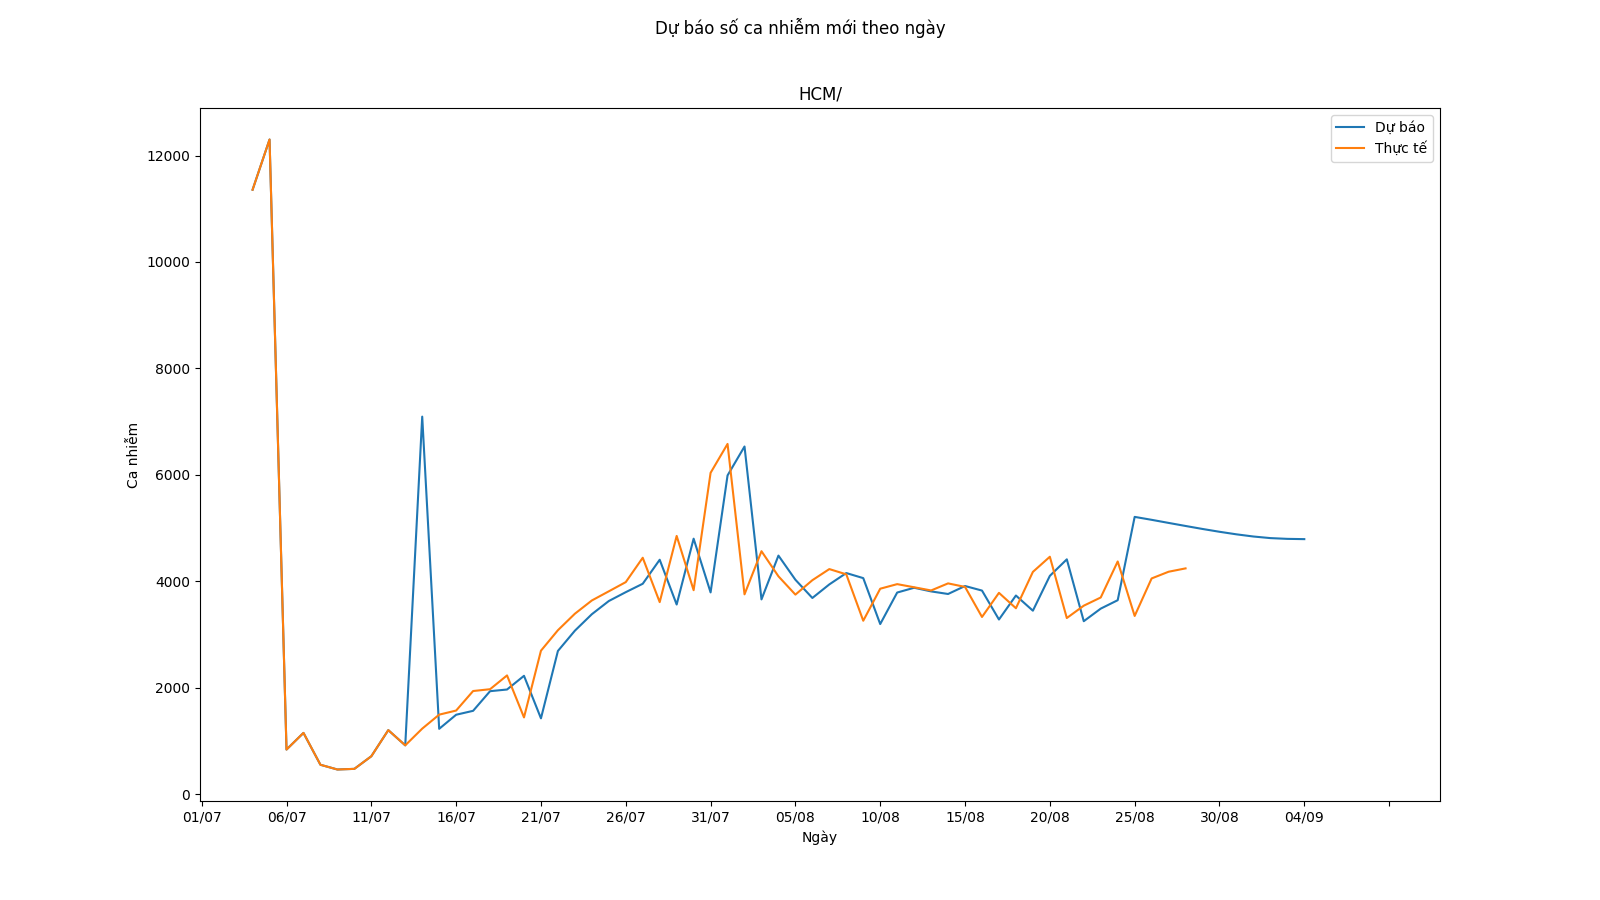 Dự báo số ca nhiễm mới theo ngày
HCM/
Dự báo
Thực tế
12000
10000
8000
6000
4000
2000
0
Ca nhiễm
01/07 06/07 11/07 16/07 21/07 26/07 31/07 05/08 10/08 15/08 20/08 25/08 30/08 04/09
Ngày